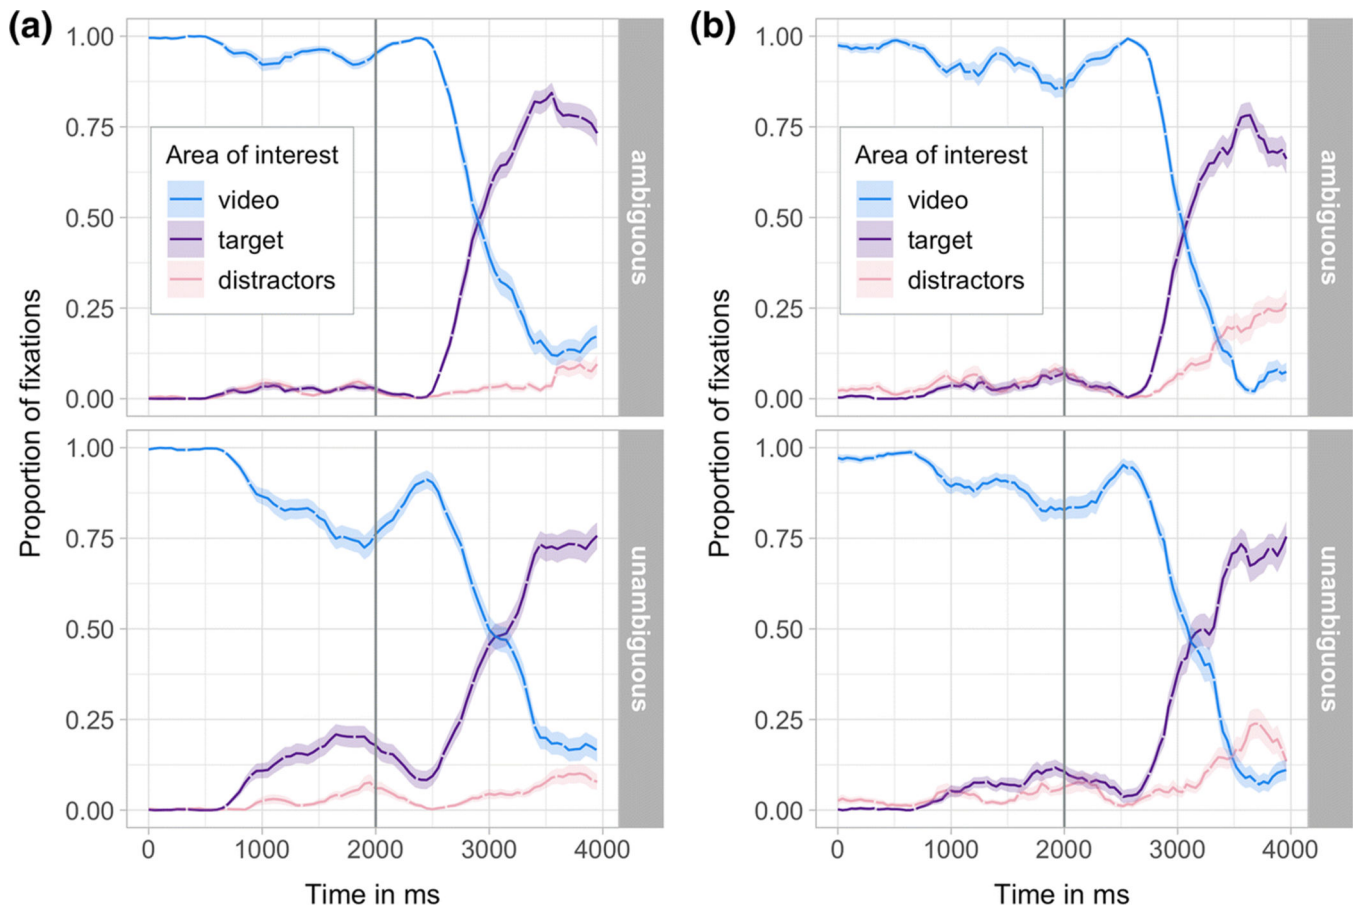 (a)
Proportion of fixations
1.00
0.75
0.50
0.25
0.00
Area of interest
video
target
distractors
ambiguous
Proportion of fixations
1.00
0.75
0.50
0.25
0.00
unambiguous
0 1000 2000 3000 4000
Time in ms
(b)
Proportion of fixations
1.00
0.75
0.50
0.25
0.00
Area of interest
video
target
distractors
ambiguous
1.00
0.75
0.50
0.25
0.00
unambiguous
0 1000 2000 3000 4000
Time in ms